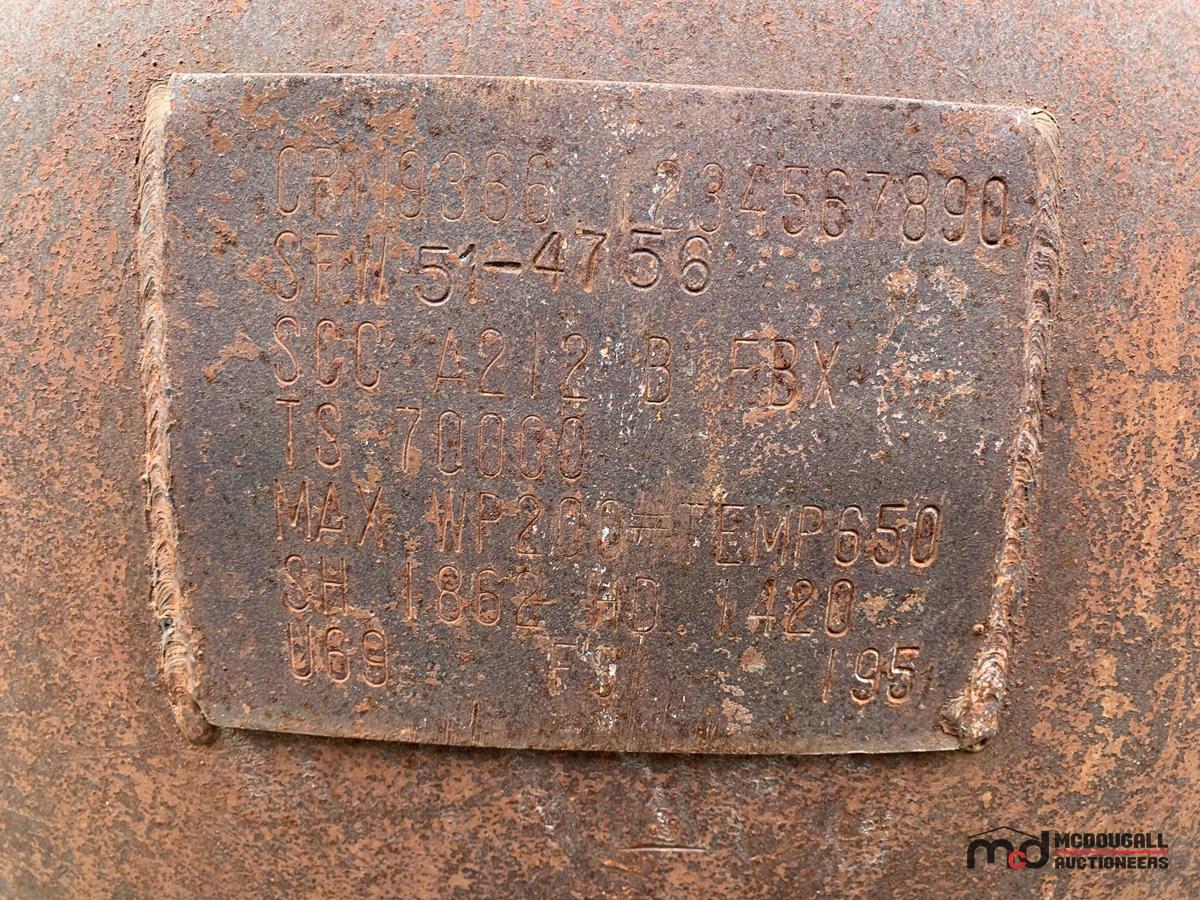 CRN9366 1234567890
SFW 51-4756
SCC A212 B FBX
TS 70000
MAX WP200# TEMP650
SH 1862 HD 1420
U69 195
mcd MCDOUGALL
AUCTIONEERS